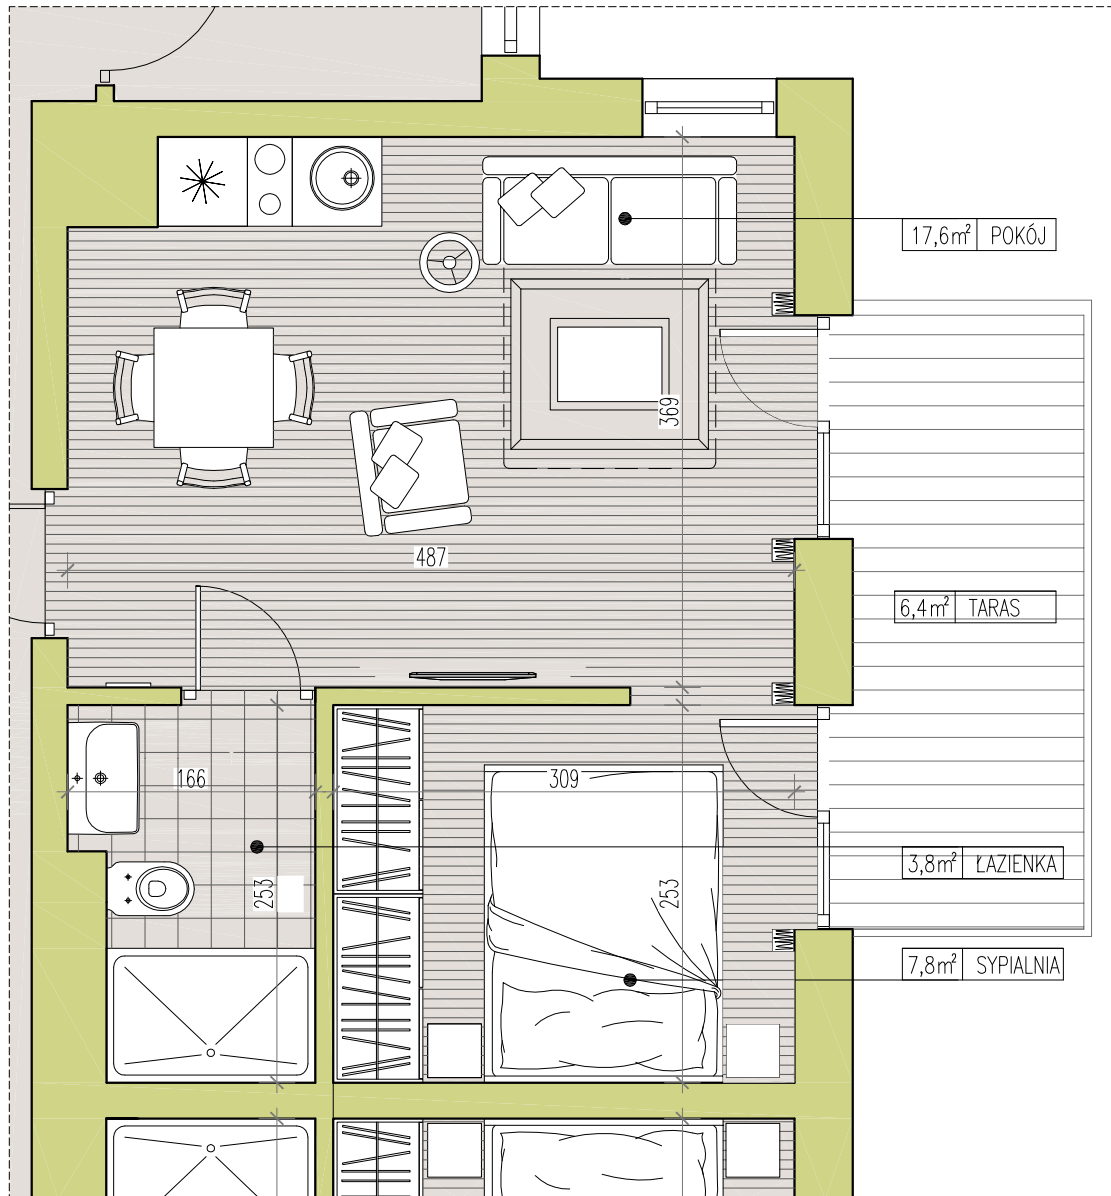 17,6m² POKÓJ
369
487
6,4m² TARAS
166
309
253
253
3,8m² ŁAZIENKA
7,8m² SYPIALNIA